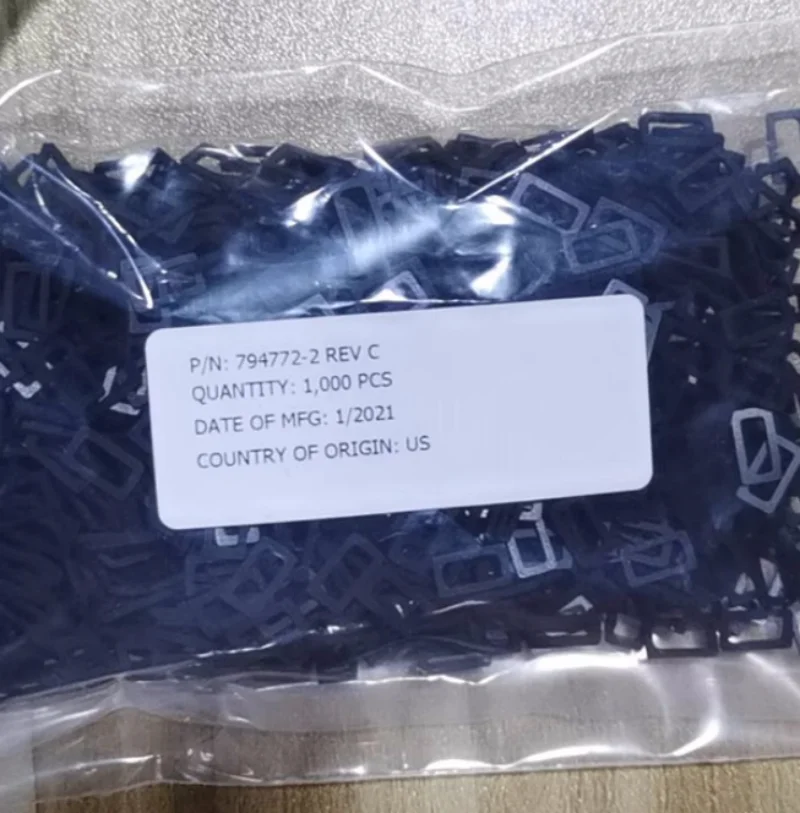 P/N: 794772-2 REV C
QUANTITY: 1,000 PCS
DATE OF MFG: 1/2021
COUNTRY OF ORIGIN: US